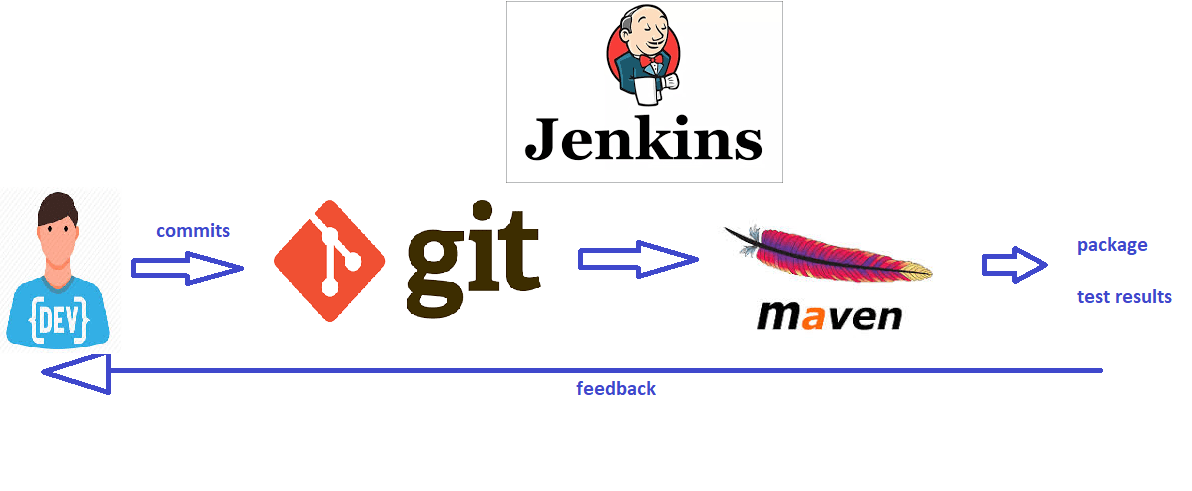 Jenkins
commits
git
maven
package
test results
{DEV}
feedback